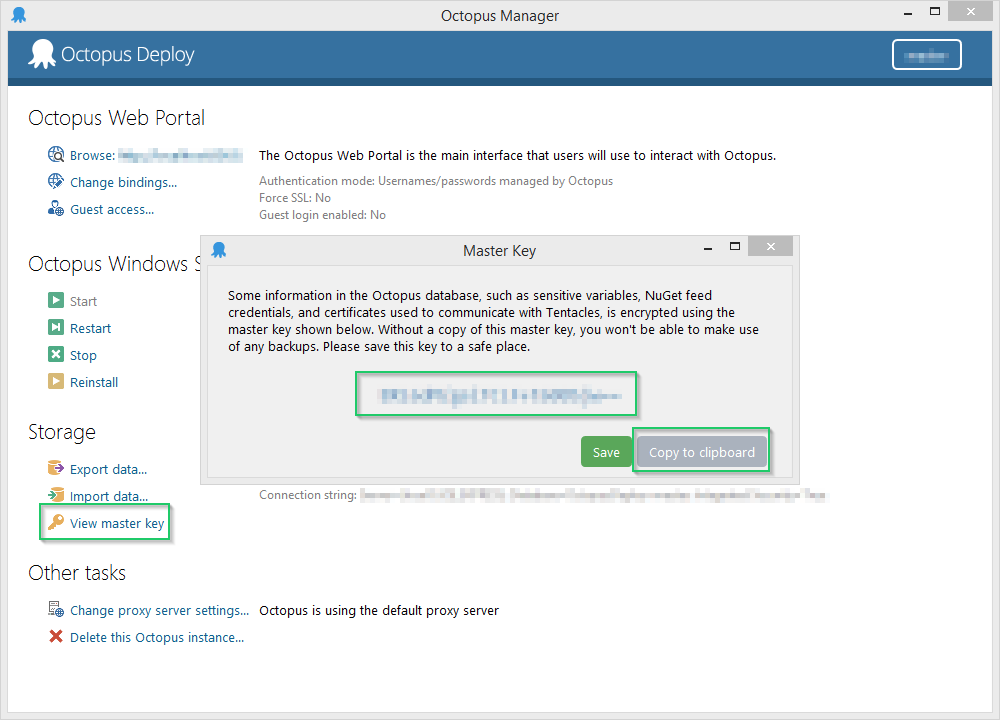 Octopus Manager
Octopus Deploy
Octopus Web Portal
Browse:
The Octopus Web Portal is the main interface that users will use to interact with Octopus.
Change bindings...
Authentication mode: Usernames/passwords managed by Octopus
Force SSL: No
Guest access...
Guest login enabled: No
Octopus Windows S
Master Key
Some information in the Octopus database, such as sensitive variables, NuGet feed
credentials, and certificates used to communicate with Tentacles, is encrypted using the
master key shown below. Without a copy of this master key, you won't be able to make use
of any backups. Please save this key to a safe place.
Save
Copy to clipboard
Start
Restart
Stop
Reinstall
Storage
Export data...
Import data...
Connection string:
View master key
Other tasks
Change proxy server settings...
Octopus is using the default proxy server
Delete this Octopus instance...